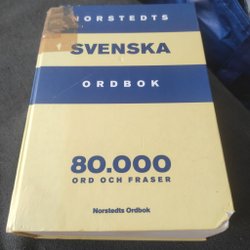 NORSTEDTS
SVENSKA
ORDBOK
80.000
ORD OCH FRASER
Norstedts Ordbok